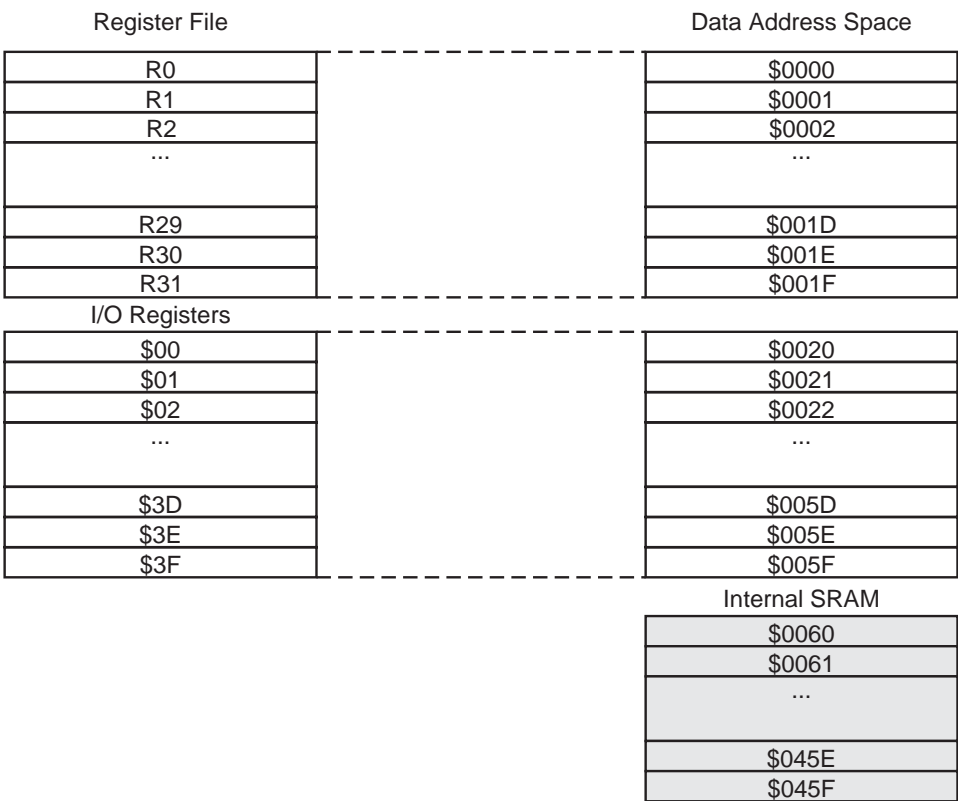 Register File Data Address Space
R0 $0000
R1 $0001
R2 $0002
... ...
R29 $001D
R30 $001E
R31 $001F
I/O Registers
$00 $0020
$01 $0021
$02 $0022
... ...
$3D $005D
$3E $005E
$3F $005F
Internal SRAM
$0060
$0061
...
$045E
$045F